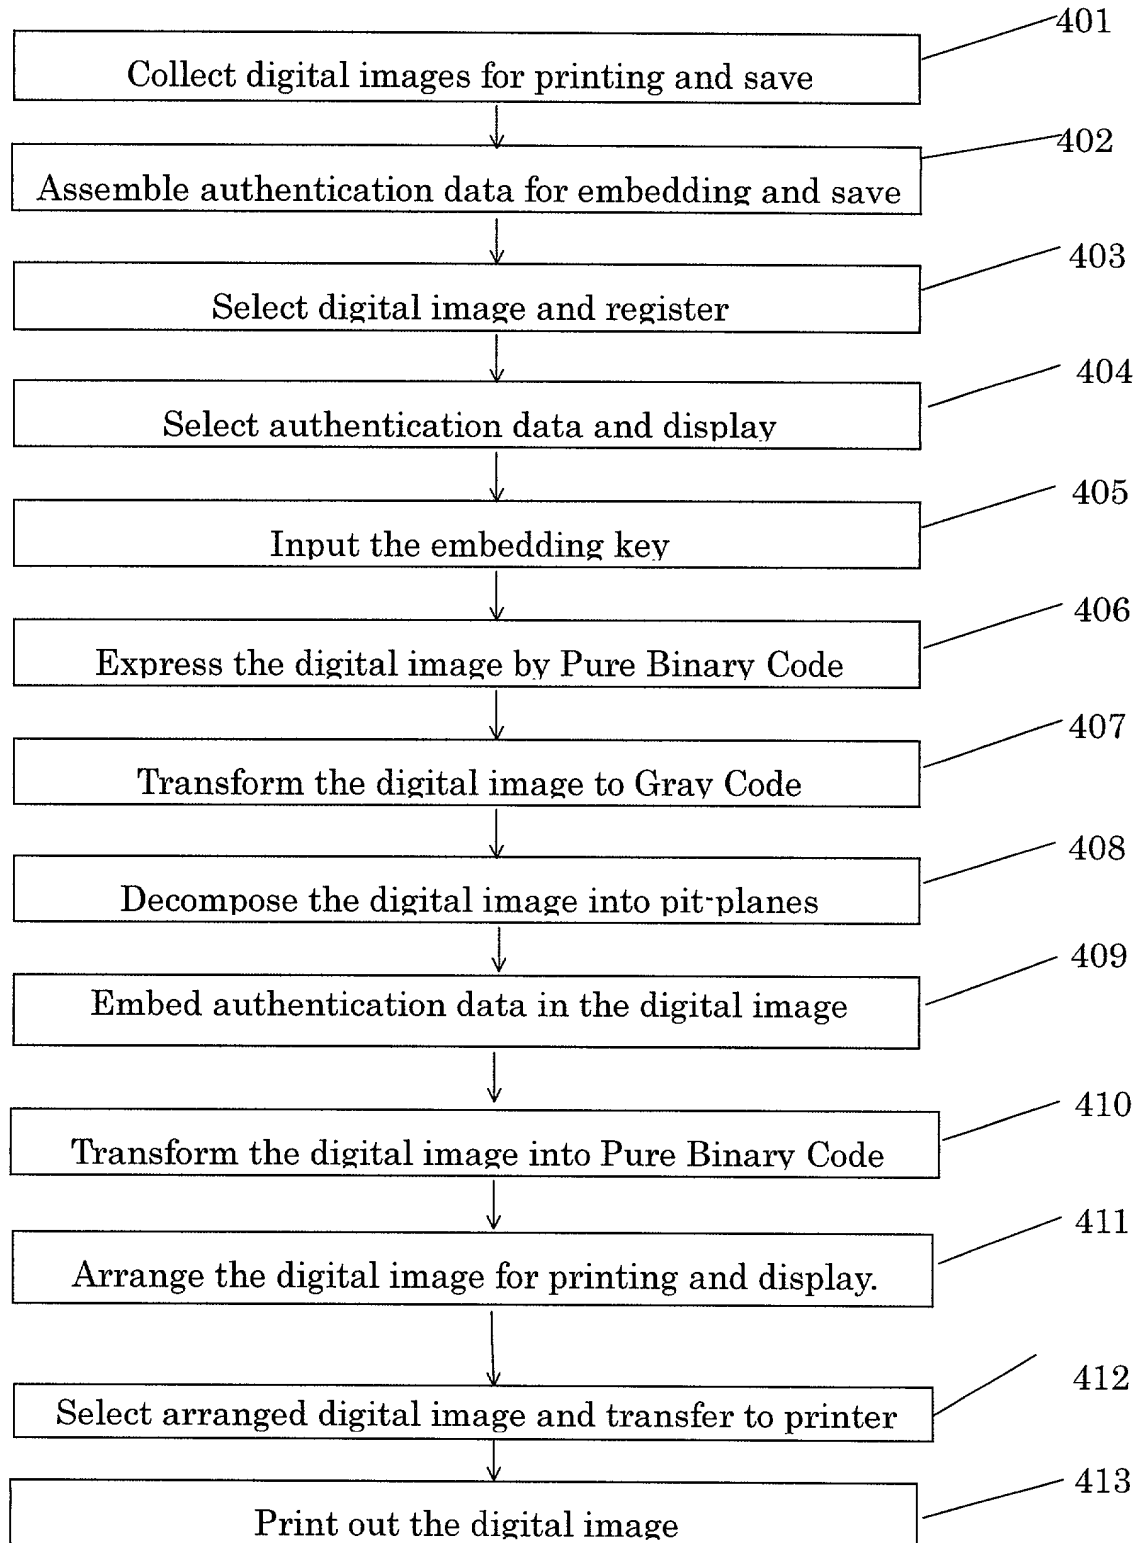 401
Collect digital images for printing and save
402
Assemble authentication data for embedding and save
403
Select digital image and register
404
Select authentication data and display
405
Input the embedding key
406
Express the digital image by Pure Binary Code
407
Transform the digital image to Gray Code
408
Decompose the digital image into pit-planes
409
Embed authentication data in the digital image
410
Transform the digital image into Pure Binary Code
411
Arrange the digital image for printing and display.
412
Select arranged digital image and transfer to printer
413
Print out the digital image